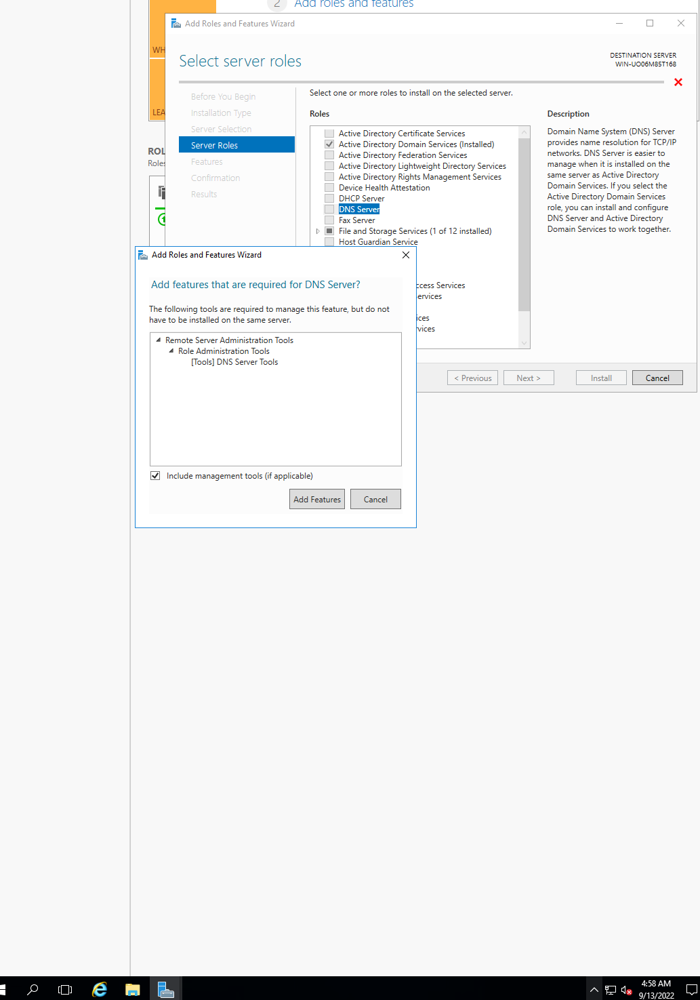 2 Add roles and features
Add Roles and Features Wizard
WH
Select server roles
DESTINATION SERVER
WIN-UO06M85T168
LEA
Before You Begin
Installation Type
Server Selection
Server Roles
Features
Confirmation
Results
ROL
Roles
Select one or more roles to install on the selected server.
Roles
Active Directory Certificate Services
Active Directory Domain Services (Installed)
Active Directory Federation Services
Active Directory Lightweight Directory Services
Active Directory Rights Management Services
Device Health Attestation
DHCP Server
DNS Server
Fax Server
File and Storage Services (1 of 12 installed)
Host Guardian Service
ccess Services
ervices
ices
vices
Description
Domain Name System (DNS) Server
provides name resolution for TCP/IP
networks. DNS Server is easier to
manage when it is installed on the
same server as Active Directory
Domain Services. If you select the
Active Directory Domain Services
role, you can install and configure
DNS Server and Active Directory
Domain Services to work together.
< Previous
Next >
Install
Cancel
Add Roles and Features Wizard
Add features that are required for DNS Server?
The following tools are required to manage this feature, but do not
have to be installed on the same server.
Remote Server Administration Tools
Role Administration Tools
[Tools] DNS Server Tools
Include management tools (if applicable)
Add Features
Cancel
4:58 AM
9/13/2022